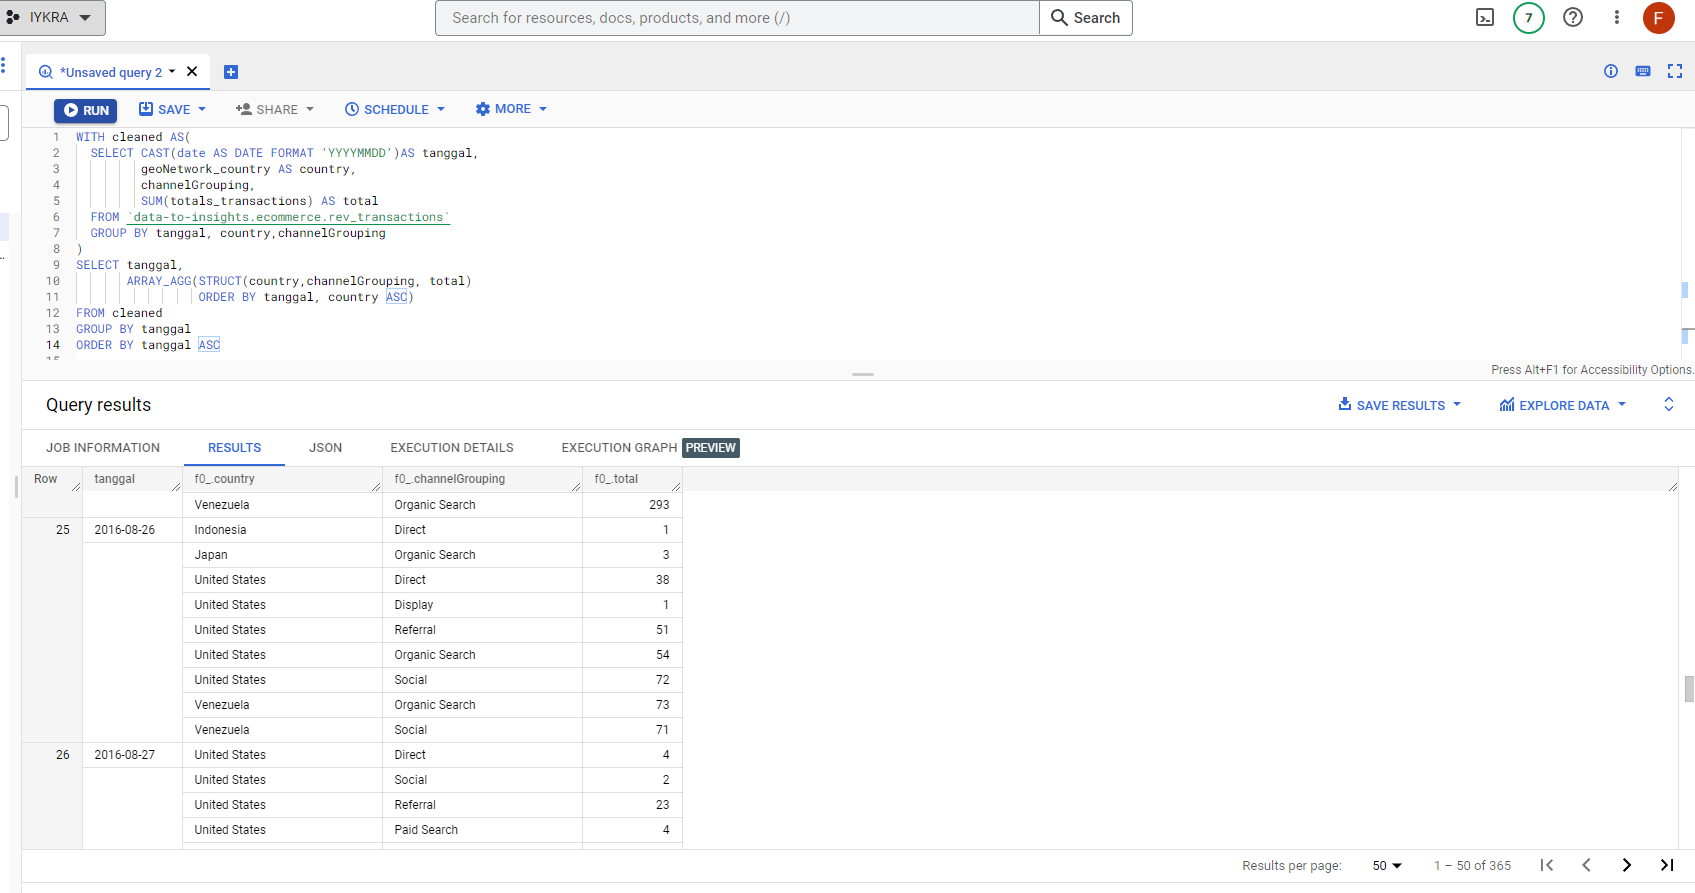 IYKRA
Search for resources, docs, products, and more (/)
Search
7
F
*Unsaved query 2
RUN
SAVE
SHARE
SCHEDULE
MORE
1 WITH cleaned AS(
2 SELECT CAST(date AS DATE FORMAT 'YYYYMMDD')AS tanggal,
3 geoNetwork_country AS country,
4 channelGrouping,
5 SUM(totals_transactions) AS total
6 FROM `data-to-insights.ecommerce.rev_transactions`
7 GROUP BY tanggal, country,channelGrouping
8 )
9 SELECT tanggal,
10 ARRAY_AGG(STRUCT(country,channelGrouping, total)
11 ORDER BY tanggal, country ASC)
12 FROM cleaned
13 GROUP BY tanggal
14 ORDER BY tanggal ASC
15
Press Alt+F1 for Accessibility Options.
Query results
SAVE RESULTS
EXPLORE DATA
JOB INFORMATION RESULTS JSON EXECUTION DETAILS EXECUTION GRAPH PREVIEW
Row tanggal f0_.country f0_.channelGrouping f0_.total
Venezuela Organic Search 293
25 2016-08-26 Indonesia Direct 1
Japan Organic Search 3
United States Direct 38
United States Display 1
United States Referral 51
United States Organic Search 54
United States Social 72
Venezuela Organic Search 73
Venezuela Social 71
26 2016-08-27 United States Direct 4
United States Social 2
United States Referral 23
United States Paid Search 4
Results per page: 50 1 – 50 of 365